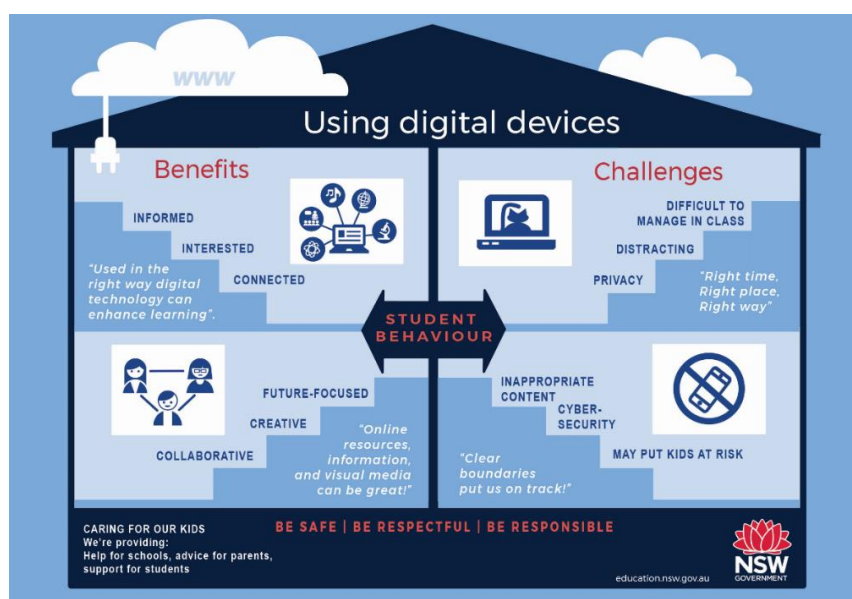 www
Using digital devices
Benefits
INFORMED
INTERESTED
CONNECTED
"Used in the
right way digital
technology can
enhance learning".
Challenges
DIFFICULT TO
MANAGE IN CLASS
DISTRACTING
PRIVACY
"Right time,
Right place,
Right way"
STUDENT
BEHAVIOUR
FUTURE-FOCUSED
CREATIVE
COLLABORATIVE
"Online
resources,
information,
and visual media
can be great!"
INAPPROPRIATE
CONTENT
CYBER-
SECURITY
MAY PUT KIDS AT RISK
"Clear
boundaries
put us on track!"
CARING FOR OUR KIDS
We're providing:
Help for schools, advice for parents,
support for students
BE SAFE | BE RESPECTFUL | BE RESPONSIBLE
education.nsw.gov.au
NSW
GOVERNMENT